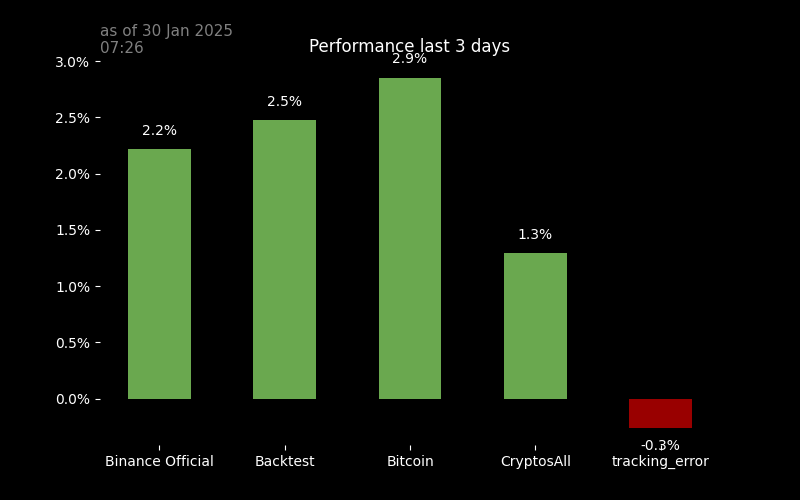 as of 30 Jan 2025
07:26
Performance last 3 days
3.0%
2.5%
2.0%
1.5%
1.0%
0.5%
0.0%
2.2%
2.5%
2.9%
1.3%
-0.3%
Binance Official
Backtest
Bitcoin
CryptosAll
tracking_error